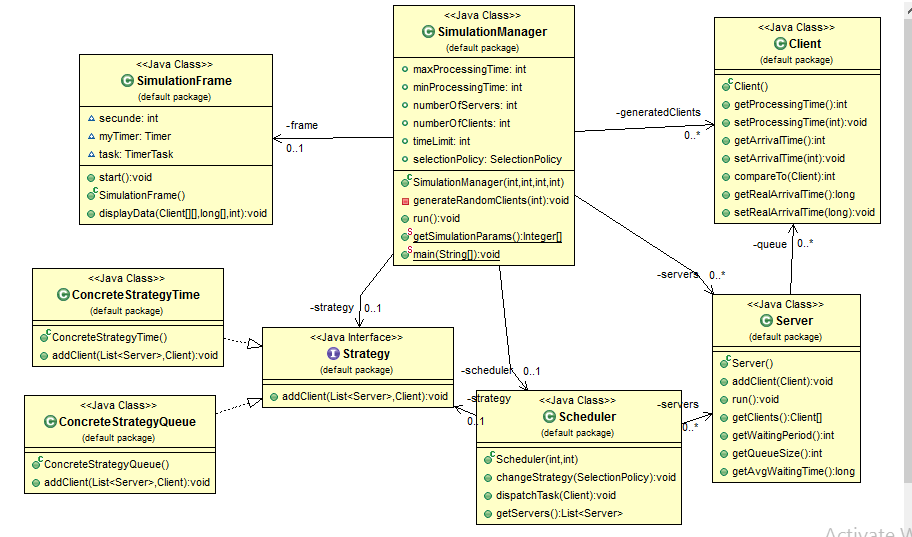 <<Java Class>>
SimulationManager
(default package)
maxProcessingTime: int
minProcessingTime: int
numberOfServers: int
numberOfClients: int
timeLimit: int
selectionPolicy: SelectionPolicy
SimulationManager(int,int,int,int)
generateRandomClients(int):void
run():void
getSimulationParams():Integer[]
main(String[]):void
<<Java Class>>
SimulationFrame
(default package)
secunde: int
myTimer: Timer
task: TimerTask
start():void
SimulationFrame()
displayData(Client[][],long[],int):void
-frame
0..1
<<Java Class>>
Client
(default package)
Client()
getProcessingTime():int
setProcessingTime(int):void
getArrivalTime():int
setArrivalTime(int):void
compareTo(Client):int
getRealArrivalTime():long
setRealArrivalTime(long):void
-generatedClients
0..*
-queue
0..*
-servers
0..*
<<Java Class>>
ConcreteStrategyTime
(default package)
ConcreteStrategyTime()
addClient(List<Server>,Client):void
-strategy
0..1
<<Java Interface>>
Strategy
(default package)
addClient(List<Server>,Client):void
<<Java Class>>
Server
(default package)
Server()
addClient(Client):void
run():void
getClients():Client[]
getWaitingPeriod():int
getQueueSize():int
getAvgWaitingTime():long
-scheduler
0..1
-strategy
0..1
-servers
0..*
<<Java Class>>
ConcreteStrategyQueue
(default package)
ConcreteStrategyQueue()
addClient(List<Server>,Client):void
<<Java Class>>
Scheduler
(default package)
Scheduler(int,int)
changeStrategy(SelectionPolicy):void
dispatchTask(Client):void
getServers():List<Server>
Activate W